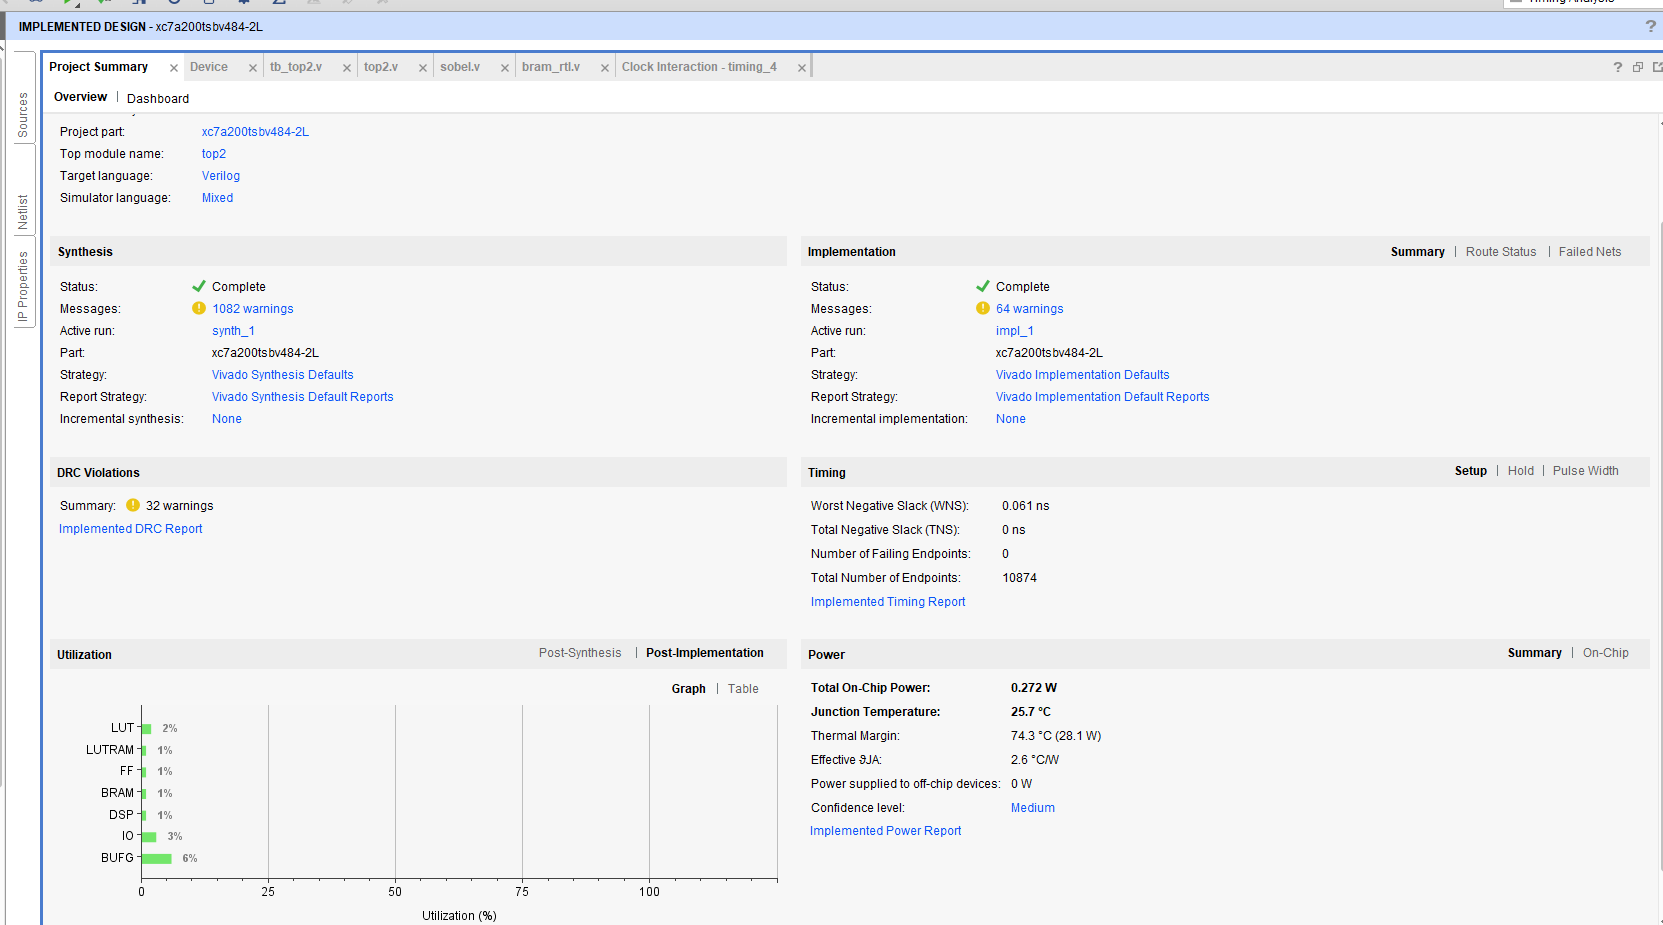 Timing Analysis
IMPLEMENTED DESIGN - xc7a200tsbv484-2L ?
Sources
Netlist
IP Properties
Project Summary × Device × tb_top2.v × top2.v × sobel.v × bram_rtl.v × Clock Interaction - timing_4 × ?
Overview | Dashboard
Project part: xc7a200tsbv484-2L
Top module name: top2
Target language: Verilog
Simulator language: Mixed
Synthesis
Status: Complete
Messages: 1082 warnings
Active run: synth_1
Part: xc7a200tsbv484-2L
Strategy: Vivado Synthesis Defaults
Report Strategy: Vivado Synthesis Default Reports
Incremental synthesis: None
Implementation Summary | Route Status | Failed Nets
Status: Complete
Messages: 64 warnings
Active run: impl_1
Part: xc7a200tsbv484-2L
Strategy: Vivado Implementation Defaults
Report Strategy: Vivado Implementation Default Reports
Incremental implementation: None
DRC Violations
Summary: 32 warnings
Implemented DRC Report
Timing Setup | Hold | Pulse Width
Worst Negative Slack (WNS): 0.061 ns
Total Negative Slack (TNS): 0 ns
Number of Failing Endpoints: 0
Total Number of Endpoints: 10874
Implemented Timing Report
Utilization Post-Synthesis | Post-Implementation
Graph | Table
LUT 2%
LUTRAM 1%
FF 1%
BRAM 1%
DSP 1%
IO 3%
BUFG 6%
0 25 50 75 100
Utilization (%)
Power Summary | On-Chip
Total On-Chip Power: 0.272 W
Junction Temperature: 25.7 °C
Thermal Margin: 74.3 °C (28.1 W)
Effective ϑJA: 2.6 °C/W
Power supplied to off-chip devices: 0 W
Confidence level: Medium
Implemented Power Report